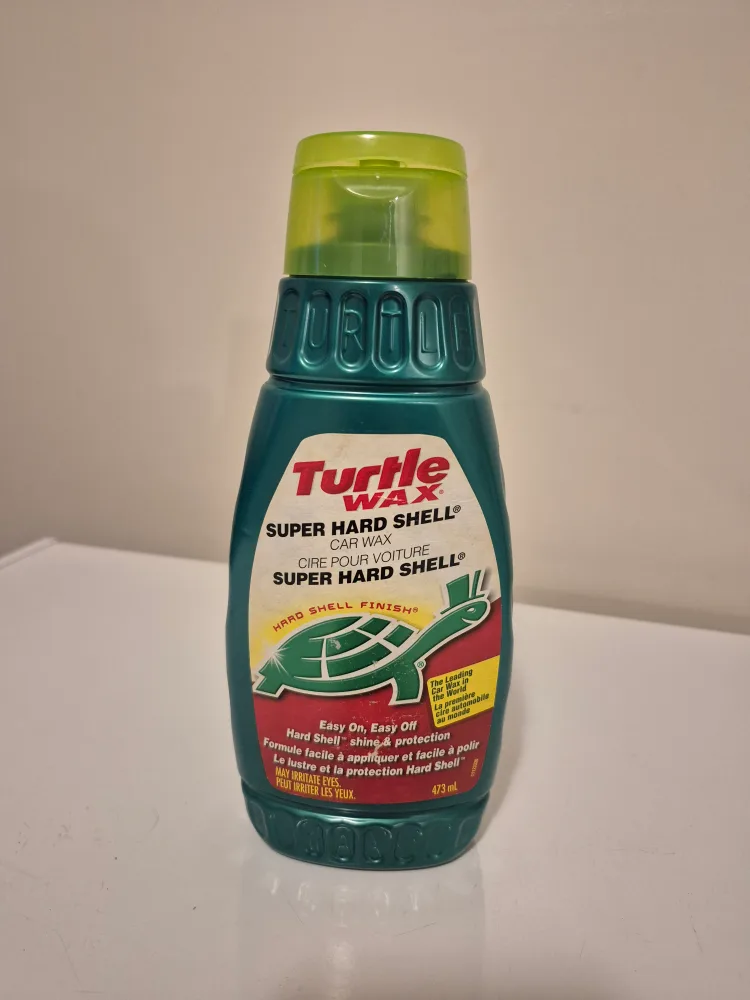 TURTLE
Turtle
WAX®
SUPER HARD SHELL®
CAR WAX
CIRE POUR VOITURE
SUPER HARD SHELL®
HARD SHELL FINISH®
®
The Leading
Car Wax in
the World
La première
cire automobile
au monde
Easy On, Easy Off
Hard Shell™ shine & protection
Formule facile à appliquer et facile à polir
Le lustre et la protection Hard Shell™
MAY IRRITATE EYES.
PEUT IRRITER LES YEUX.
473 mL